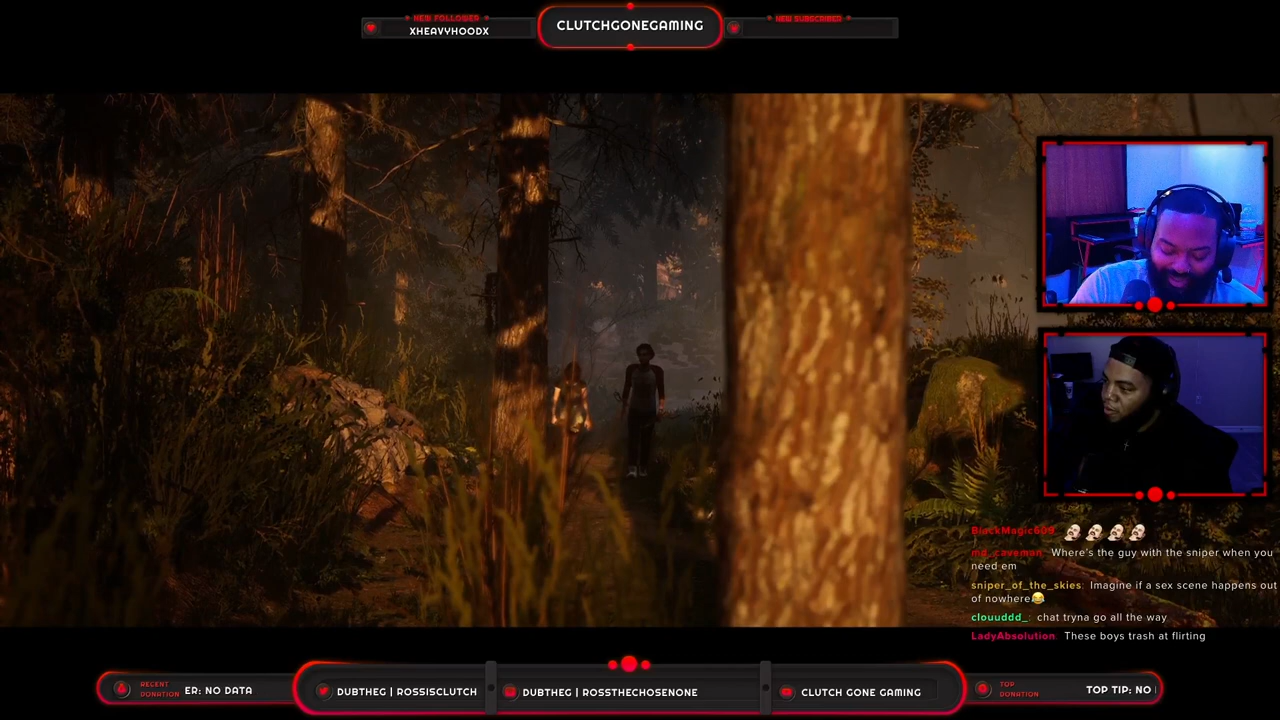 NEW FOLLOWER
XHEAVYHOODX
CLUTCHGONEGAMING
NEW SUBSCRIBER
BlackMagic609:
md_caveman: Where's the guy with the sniper when you
need em
sniper_of_the_skies: Imagine if a sex scene happens out
of nowhere😂
clouuddd_: chat tryna go all the way
LadyAbsolution: These boys trash at flirting
RECENT
DONATION
ER: NO DATA
DUBTHEG | ROSSISCLUTCH
DUBTHEG | ROSSTHECHOSENONE
CLUTCH GONE GAMING
TOP
DONATION
TOP TIP: NO